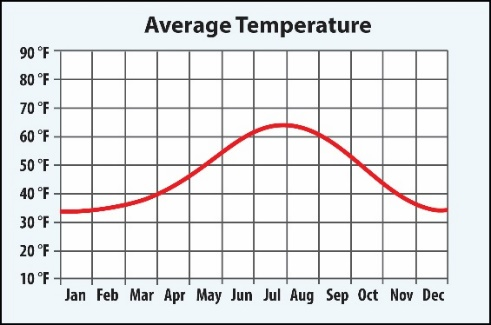 Average Temperature
90 °F
80 °F
70 °F
60 °F
50 °F
40 °F
30 °F
20 °F
10 °F
Jan Feb Mar Apr May Jun Jul Aug Sep Oct Nov Dec